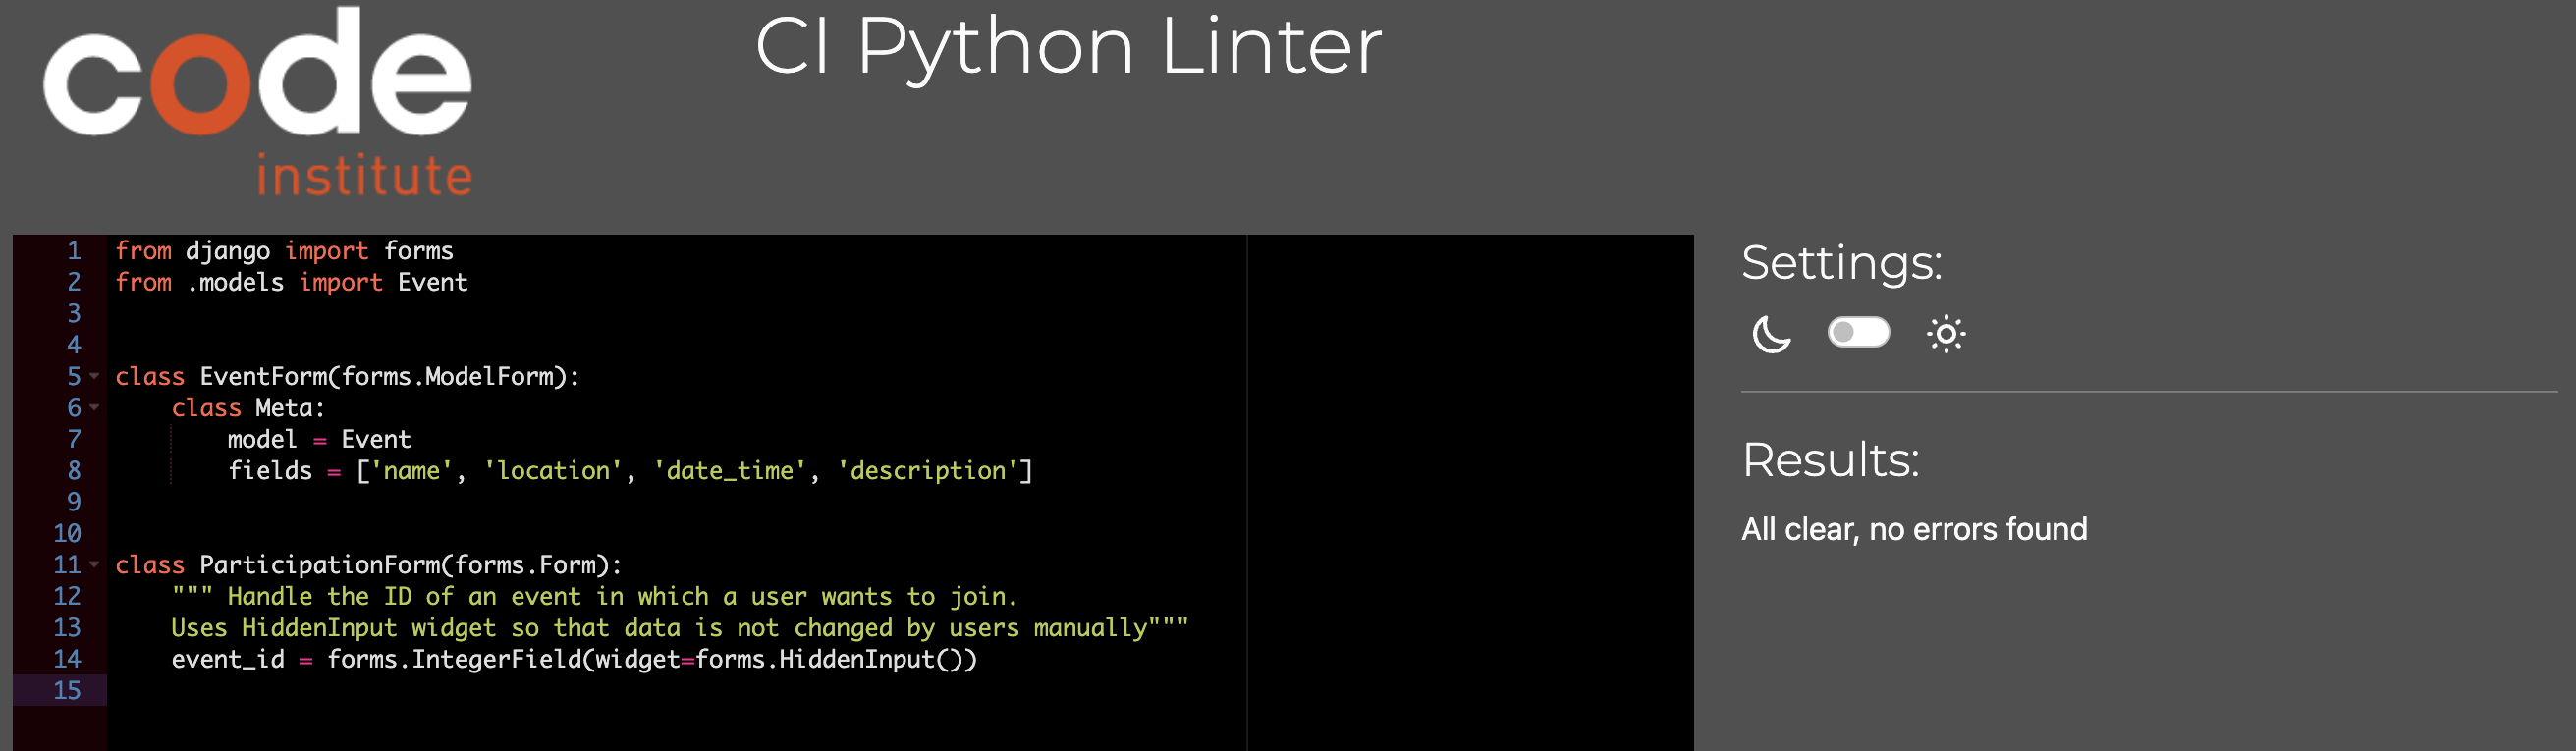 code
institute
CI Python Linter
1 from django import forms
2 from .models import Event
3
4
5 class EventForm(forms.ModelForm):
6     class Meta:
7         model = Event
8         fields = ['name', 'location', 'date_time', 'description']
9
10
11 class ParticipationForm(forms.Form):
12     """ Handle the ID of an event in which a user wants to join.
13     Uses HiddenInput widget so that data is not changed by users manually"""
14     event_id = forms.IntegerField(widget=forms.HiddenInput())
15
Settings:
Results:
All clear, no errors found